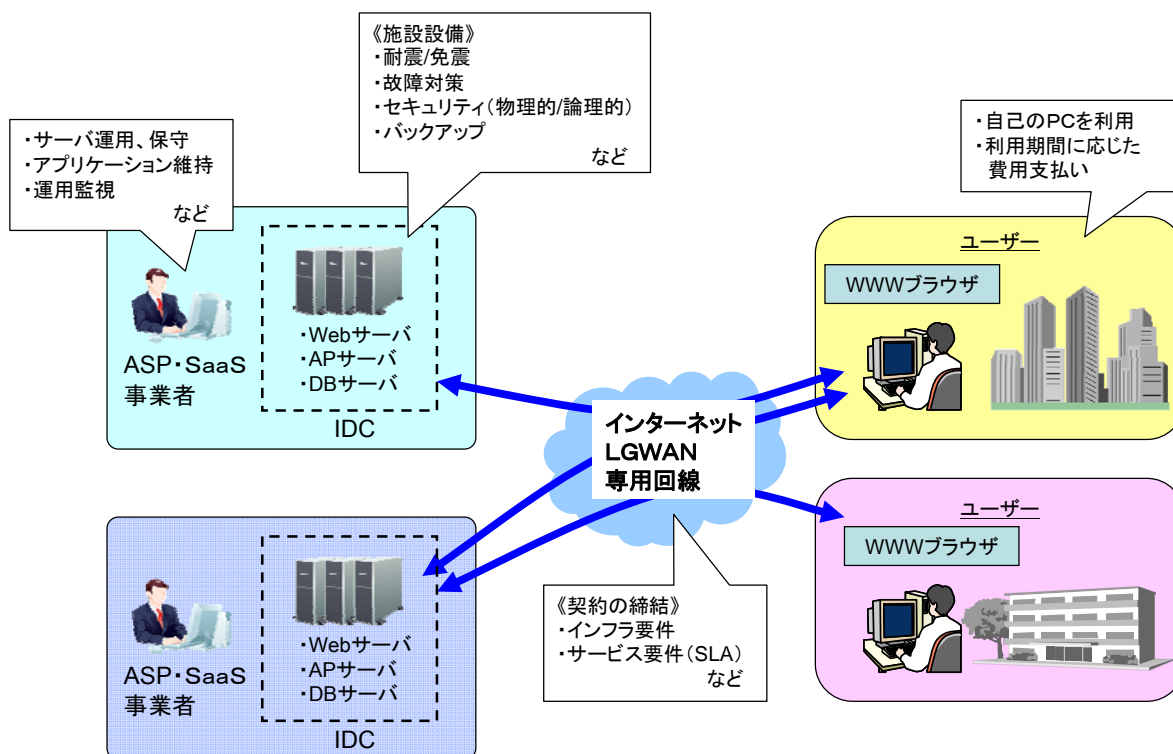 《施設設備》
・耐震/免震
・故障対策
・セキュリティ(物理的/論理的)
・バックアップ
など
・サーバ運用、保守
・アプリケーション維持
・運用監視
など
・自己のPCを利用
・利用期間に応じた
費用支払い
ASP・SaaS
事業者
・Webサーバ
・APサーバ
・DBサーバ
IDC
ユーザー
WWWブラウザ
インターネット
LGWAN
専用回線
ユーザー
WWWブラウザ
《契約の締結》
・インフラ要件
・サービス要件(SLA)
など
ASP・SaaS
事業者
・Webサーバ
・APサーバ
・DBサーバ
IDC